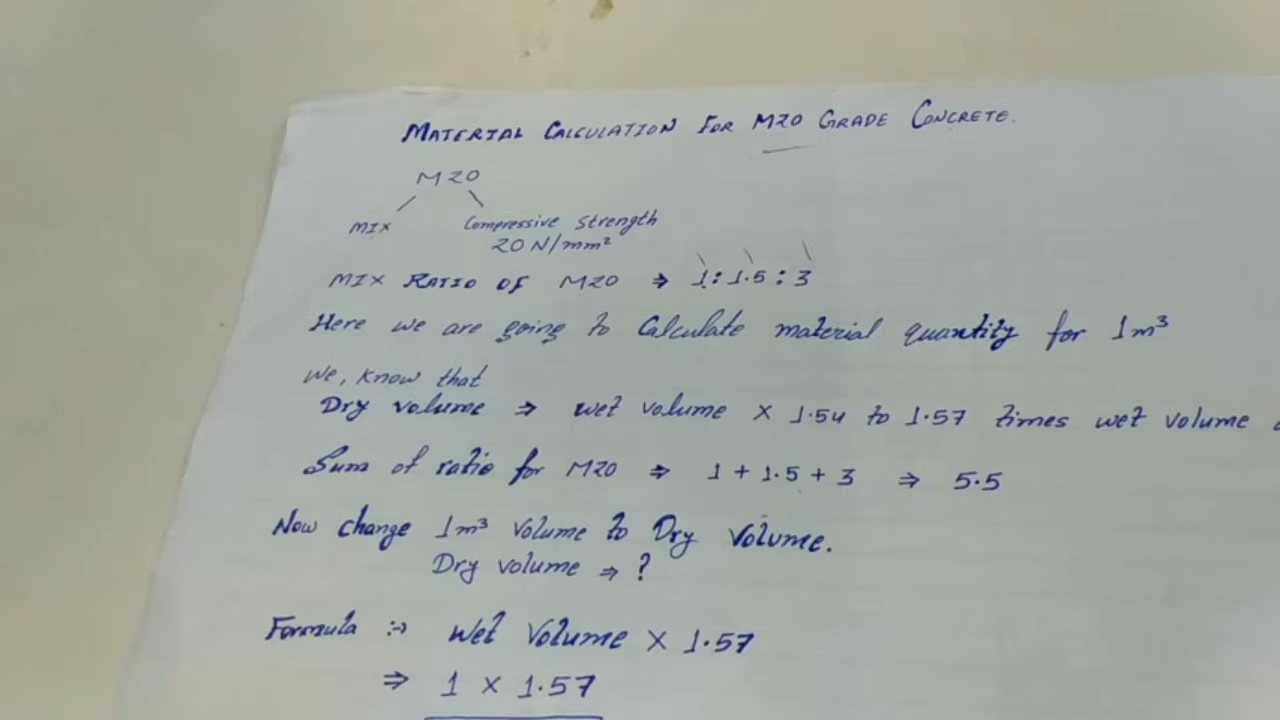 MATERIAL CALCULATION FOR M20 GRADE CONCRETE.
M20
MIX
Compressive Strength
20 N/mm²
MIX RATIO OF M20 ⇒ 1:1.5:3
Here we are going to Calculate material quantity for 1m³
We, know that
Dry volume ⇒ wet volume × 1.54 to 1.57 times wet volume
Sum of ratio for M20 ⇒ 1 + 1.5 + 3 ⇒ 5.5
Now change 1m³ Volume to Dry Volume.
Dry volume ⇒ ?
Formula :→ Wet Volume × 1.57
⇒ 1 × 1.57